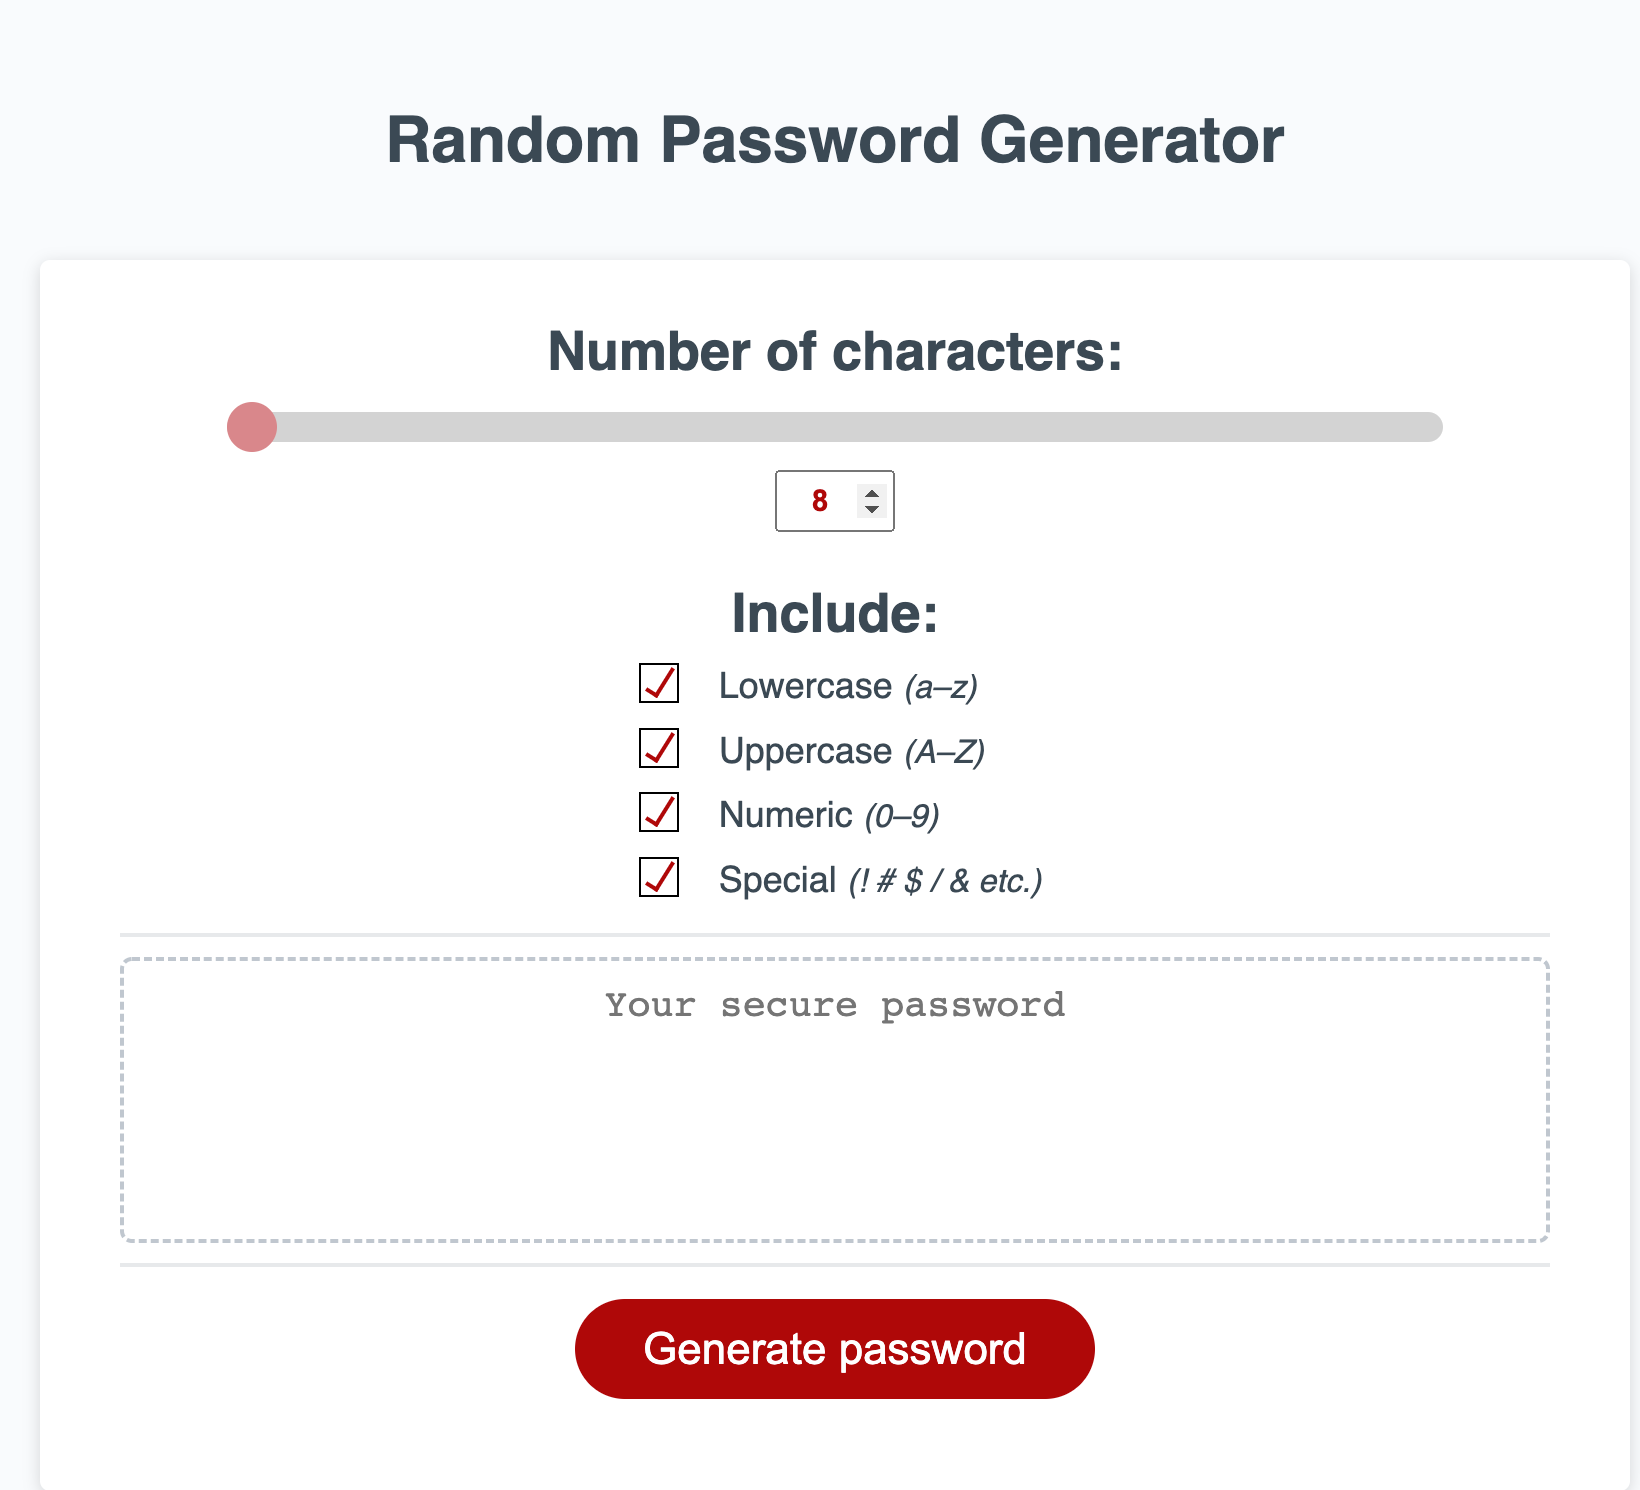 Random Password Generator
Number of characters:
8
Include:
Lowercase (a–z)
Uppercase (A–Z)
Numeric (0–9)
Special (! # $ / & etc.)
Your secure password
Generate password